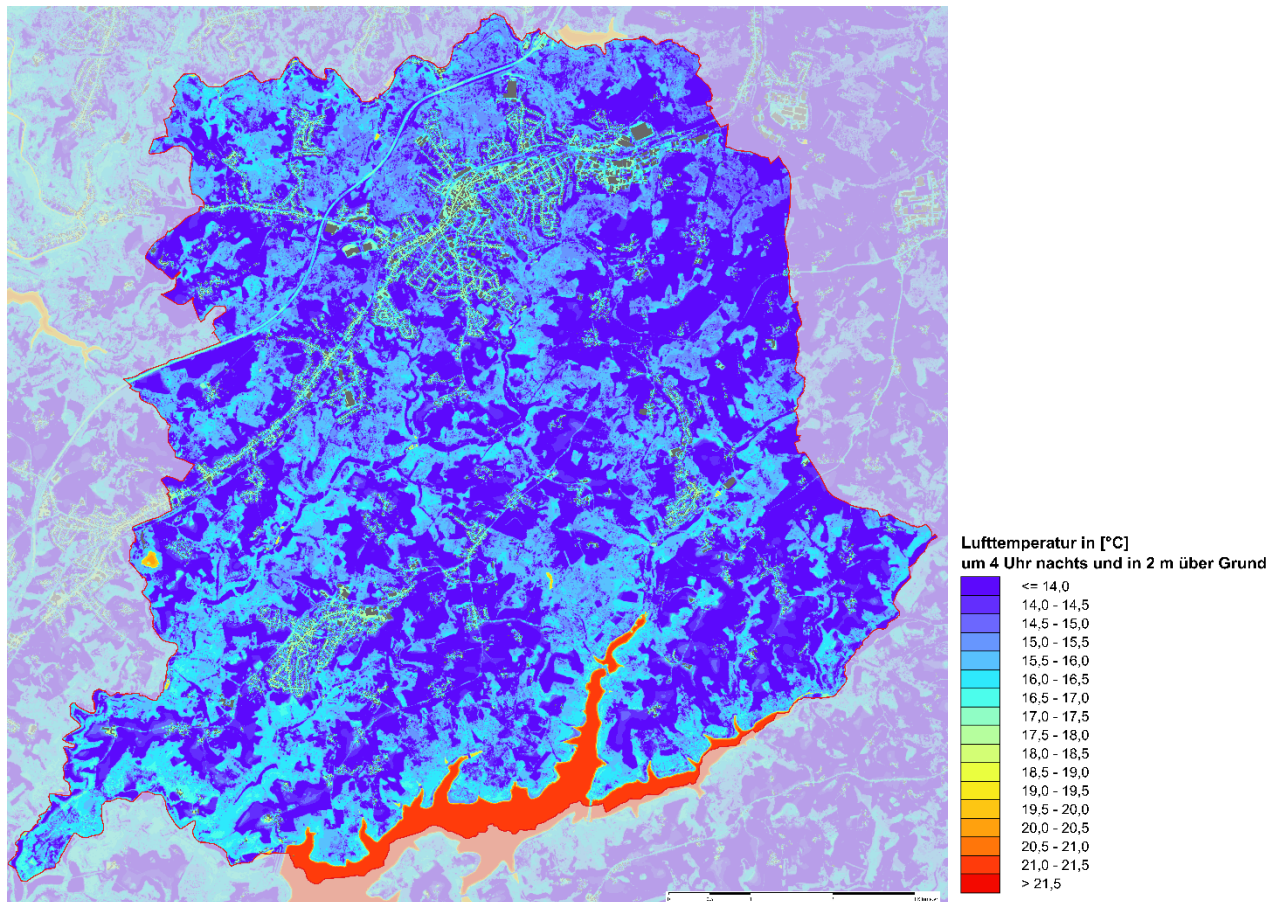 Lufttemperatur in [°C]
um 4 Uhr nachts und in 2 m über Grund
<= 14,0
14,0 - 14,5
14,5 - 15,0
15,0 - 15,5
15,5 - 16,0
16,0 - 16,5
16,5 - 17,0
17,0 - 17,5
17,5 - 18,0
18,0 - 18,5
18,5 - 19,0
19,0 - 19,5
19,5 - 20,0
20,0 - 20,5
20,5 - 21,0
21,0 - 21,5
> 21,5